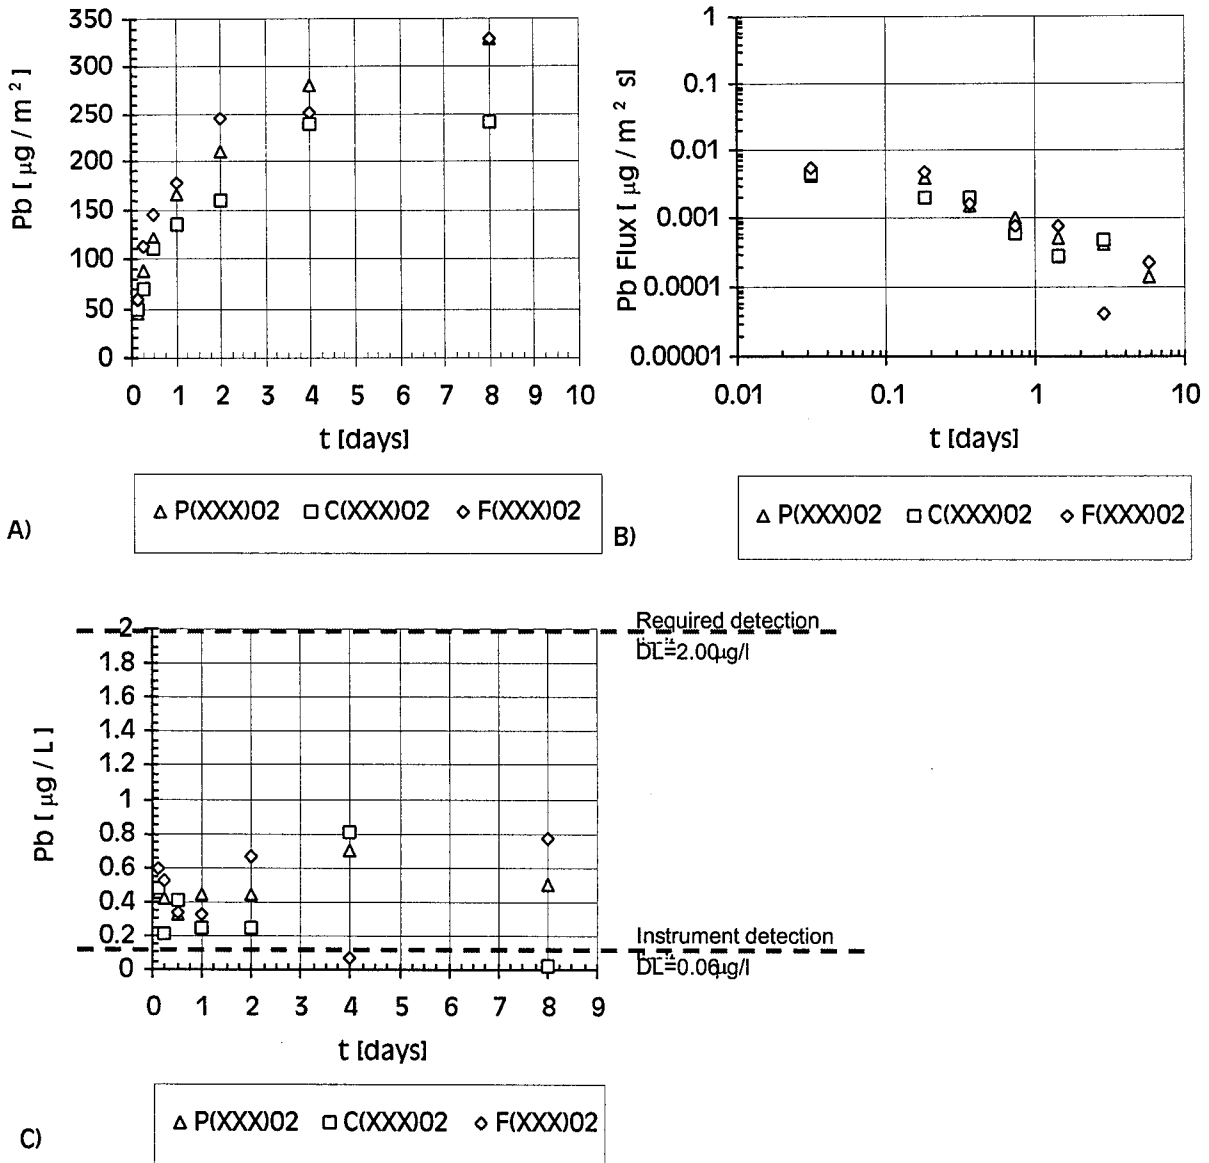 350
300
250
200
150
100
50
0
Pb [ µg / m² ]
0 1 2 3 4 5 6 7 8 9 10
t [days]
P(XXX)02 C(XXX)02 F(XXX)02
A)
1
0.1
0.01
0.001
0.0001
0.00001
Pb Flux [ µg / m² s]
0.01 0.1 1 10
t [days]
P(XXX)02 C(XXX)02 F(XXX)02
B)
2
1.8
1.6
1.4
1.2
1
0.8
0.6
0.4
0.2
0
Pb [ µg / L ]
0 1 2 3 4 5 6 7 8 9
t [days]
Required detection
DL=2.00µg/l
Instrument detection
DL=0.06µg/l
P(XXX)02 C(XXX)02 F(XXX)02
C)